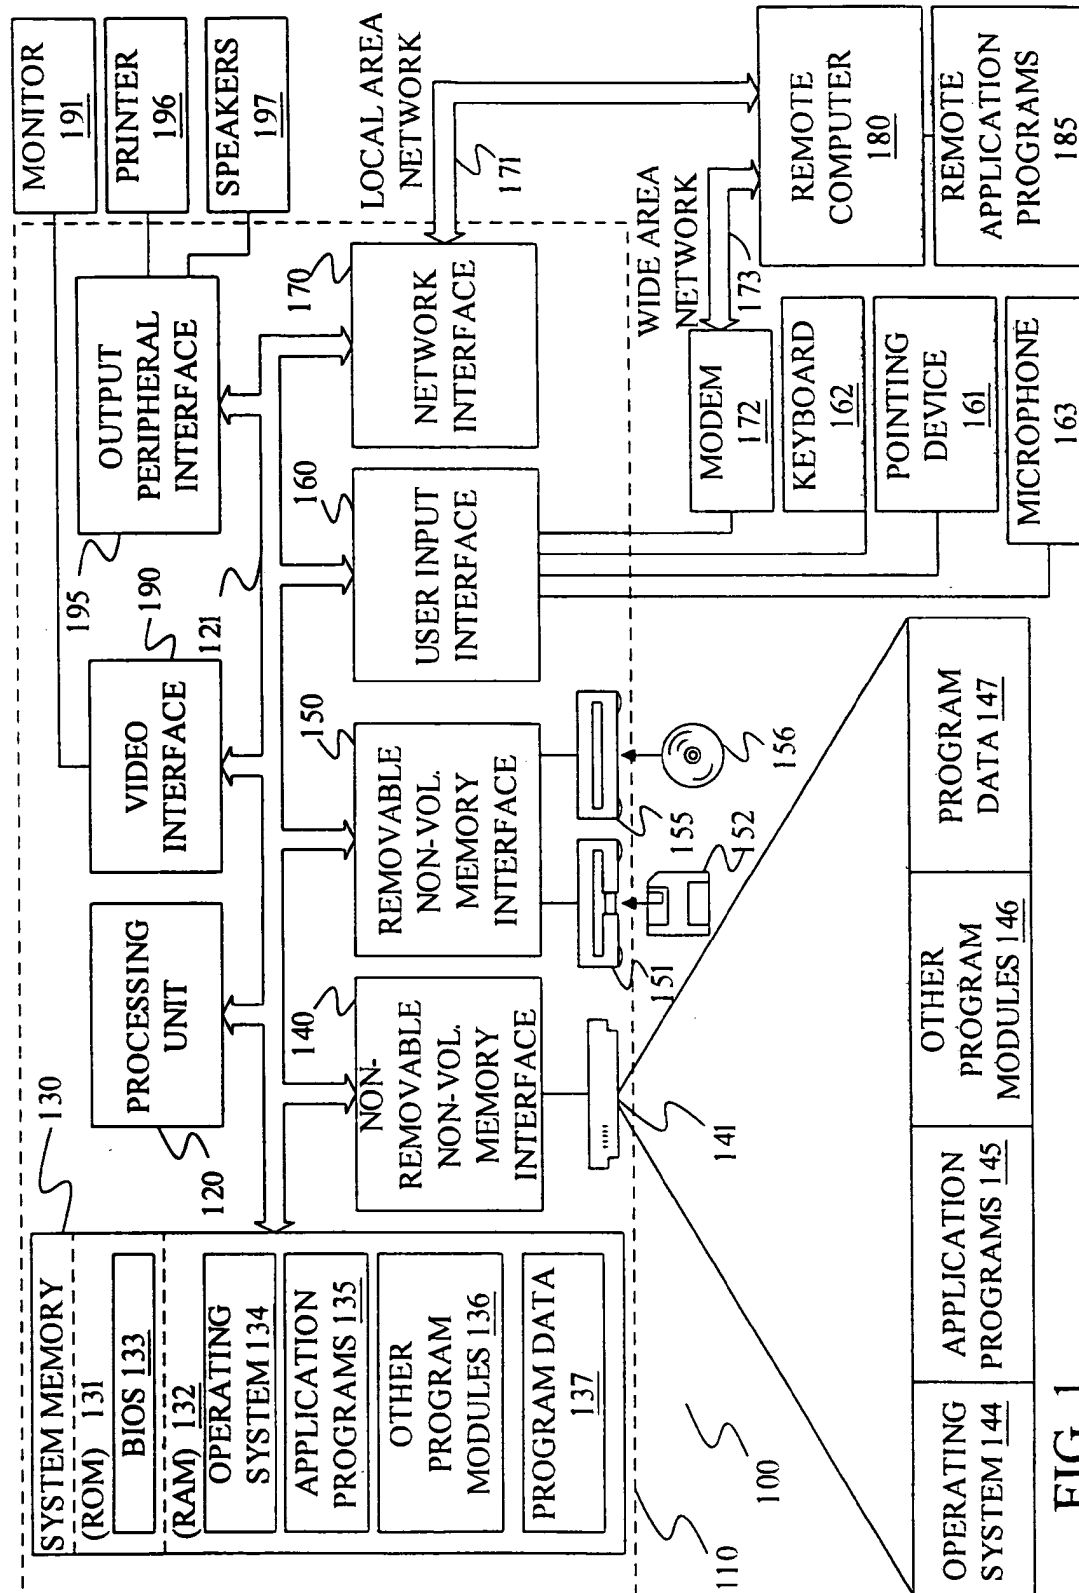 SYSTEM MEMORY
(ROM) 131
BIOS 133
(RAM) 132
OPERATING
SYSTEM 134
APPLICATION
PROGRAMS 135
OTHER
PROGRAM
MODULES 136
PROGRAM DATA
137
130
120
PROCESSING
UNIT
VIDEO
INTERFACE
190
121
195
OUTPUT
PERIPHERAL
INTERFACE
MONITOR
191
PRINTER
196
SPEAKERS
197
140
NON-
REMOVABLE
NON-VOL.
MEMORY
INTERFACE
150
REMOVABLE
NON-VOL.
MEMORY
INTERFACE
160
USER INPUT
INTERFACE
170
NETWORK
INTERFACE
LOCAL AREA
NETWORK
171
141
151
152
155
156
WIDE AREA
NETWORK
173
MODEM
172
KEYBOARD
162
POINTING
DEVICE
161
MICROPHONE
163
REMOTE
COMPUTER
180
REMOTE
APPLICATION
PROGRAMS
185
110
100
OPERATING
SYSTEM 144
APPLICATION
PROGRAMS 145
OTHER
PROGRAM
MODULES 146
PROGRAM
DATA 147
FIG. 1